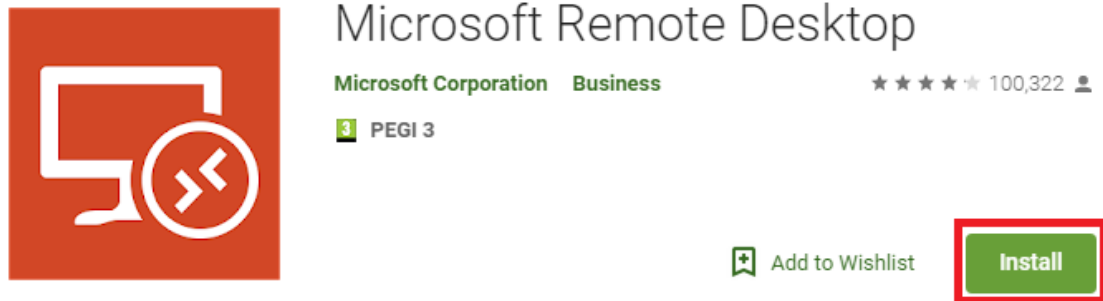 Microsoft Remote Desktop
Microsoft Corporation Business 100,322
3 PEGI 3
Add to Wishlist Install